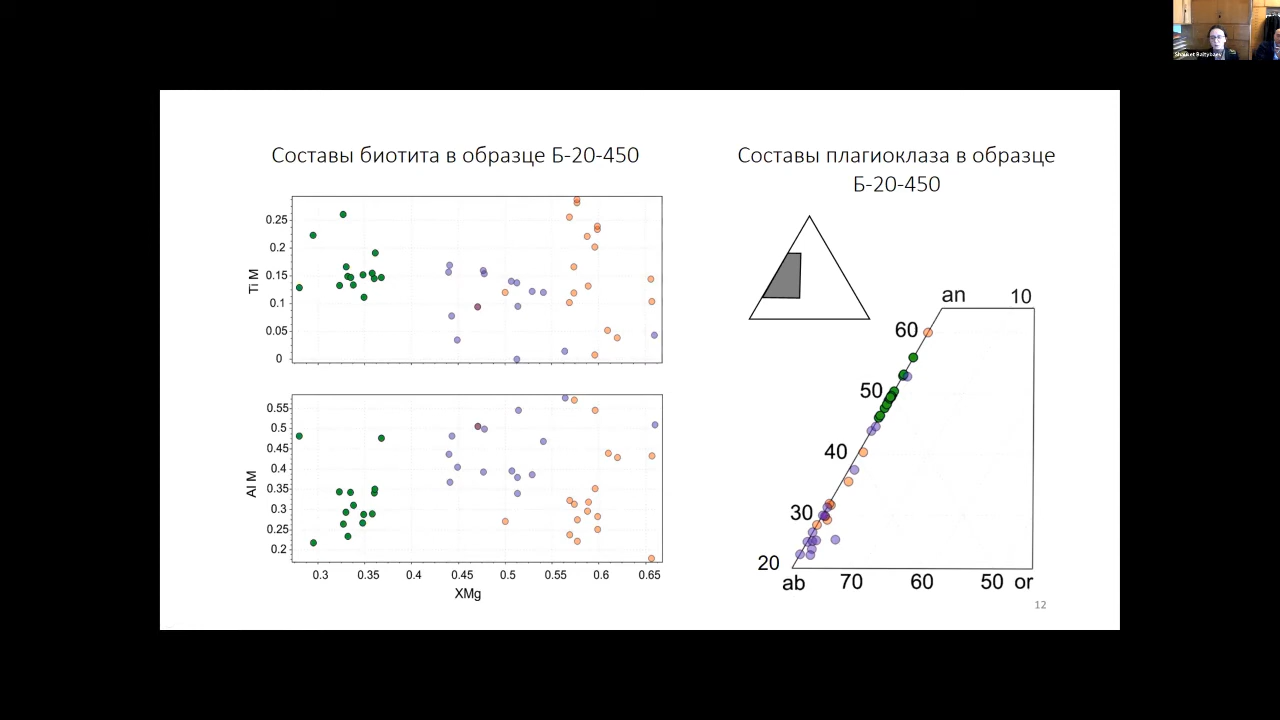 Shauket Baltybaev
Составы биотита в образце Б-20-450
Ti M
0.25
0.2
0.15
0.1
0.05
0
Al M
0.55
0.5
0.45
0.4
0.35
0.3
0.25
0.2
0.3 0.35 0.4 0.45 0.5 0.55 0.6 0.65
XMg
Составы плагиоклаза в образце
Б-20-450
an 10
60
50
40
30
20
ab 70 60 50 or
12